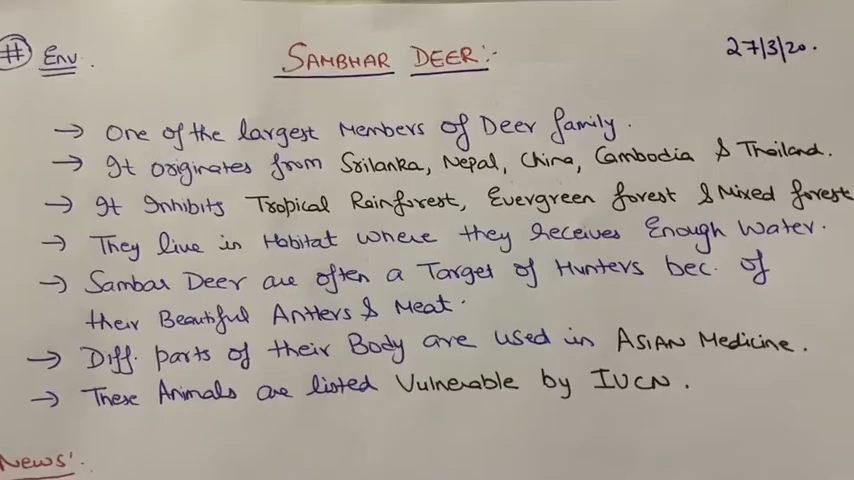 # Env. SAMBHAR DEER:- 27/3/20.
→ One of the largest Members of Deer family.
→ It originates from Srilanka, Nepal, China, Cambodia & Thailand.
→ It Inhibits Tropical Rainforest, Evergreen forest & Mixed forest
→ They live in Habitat where they receives Enough Water.
→ Sambar Deer are often a Target of Hunters bec. of
their Beautiful Antlers & Meat.
→ Diff. parts of their Body are used in ASIAN Medicine.
→ These Animals are listed Vulnerable by IUCN.
News: